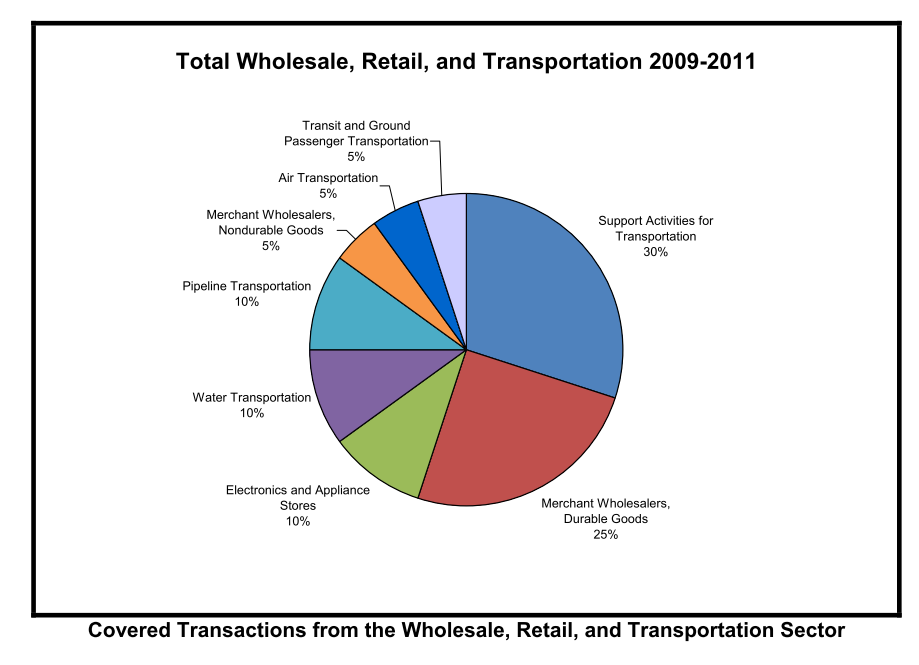 Total Wholesale, Retail, and Transportation 2009-2011
Transit and Ground
Passenger Transportation
5%
Air Transportation
5%
Merchant Wholesalers,
Nondurable Goods
5%
Pipeline Transportation
10%
Water Transportation
10%
Electronics and Appliance
Stores
10%
Support Activities for
Transportation
30%
Merchant Wholesalers,
Durable Goods
25%
Covered Transactions from the Wholesale, Retail, and Transportation Sector